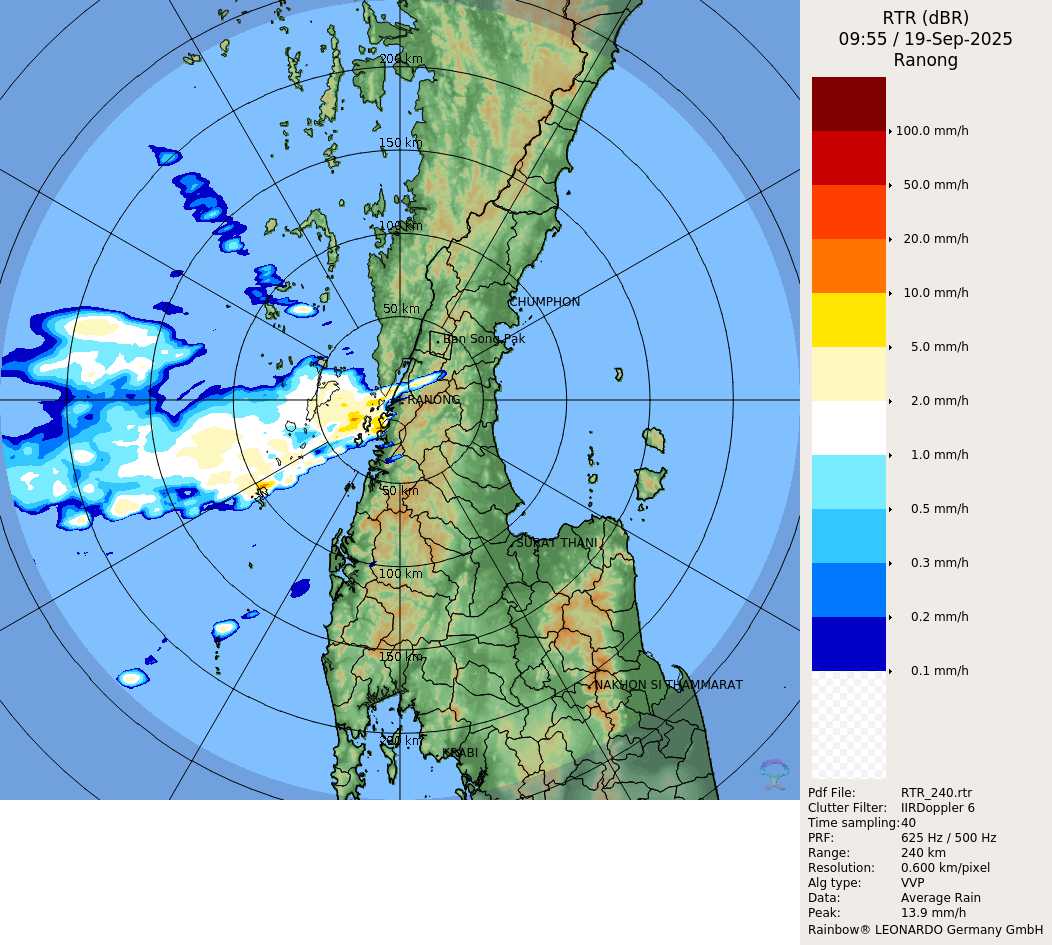 RTR (dBR)
09:55 / 19-Sep-2025
Ranong
200 km
150 km
100 km
50 km
CHUMPHON
Ban Song Pak
RANONG
50 km
SURAT THANI
100 km
150 km
NAKHON SI THAMMARAT
200 km
KRABI
100.0 mm/h
50.0 mm/h
20.0 mm/h
10.0 mm/h
5.0 mm/h
2.0 mm/h
1.0 mm/h
0.5 mm/h
0.3 mm/h
0.2 mm/h
0.1 mm/h
Pdf File: RTR_240.rtr
Clutter Filter: IIRDoppler 6
Time sampling:40
PRF: 625 Hz / 500 Hz
Range: 240 km
Resolution: 0.600 km/pixel
Alg type: VVP
Data: Average Rain
Peak: 13.9 mm/h
Rainbow® LEONARDO Germany GmbH